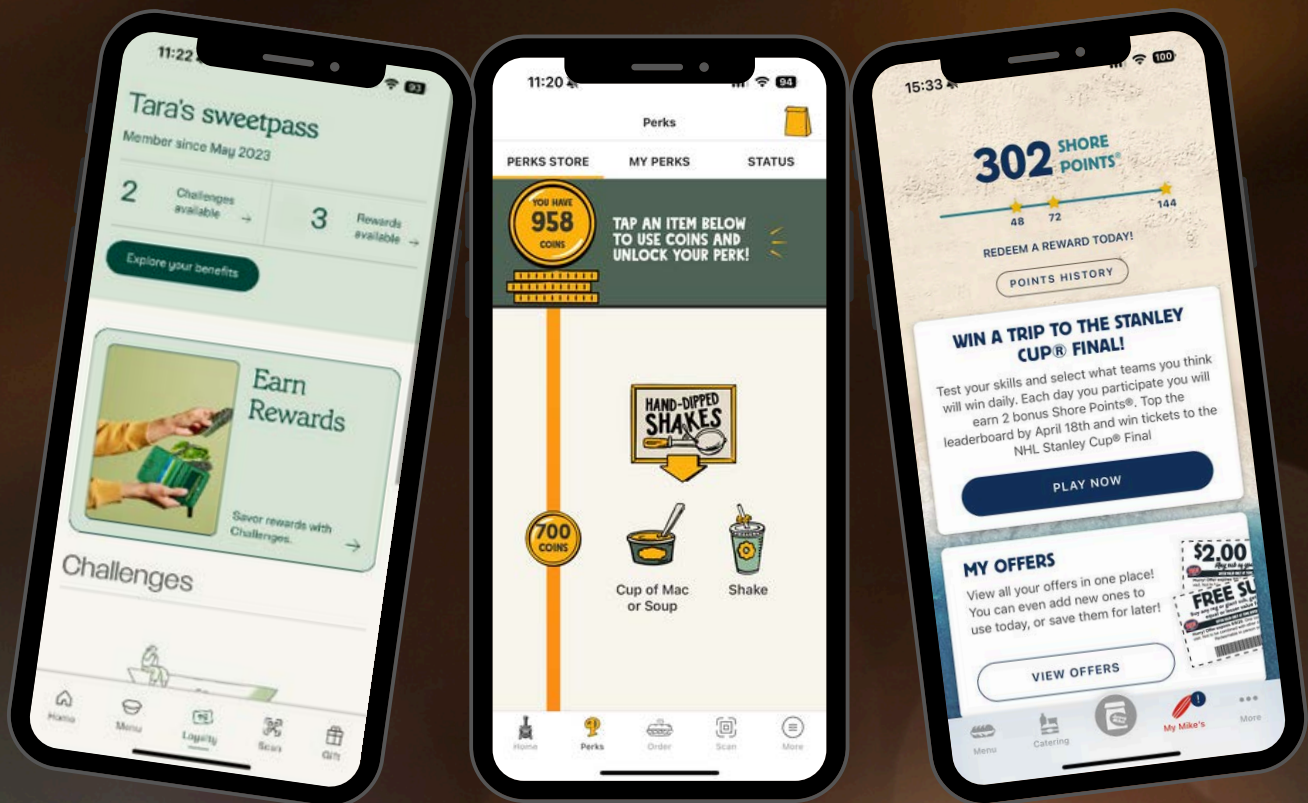 11:22
93
Tara's sweetpass
Member since May 2023
2
Challenges
available
3
Rewards
available
Explore your benefits
Earn
Rewards
Savor rewards with
Challenges.
Challenges
Home
Menu
Loyalty
Scan
Gift
11:20
94
Perks
PERKS STORE
MY PERKS
STATUS
YOU HAVE
958
COINS
TAP AN ITEM BELOW
TO USE COINS AND
UNLOCK YOUR PERK!
HAND-DIPPED
SHAKES
700
COINS
Cup of Mac
or Soup
Shake
Home
Perks
Order
Scan
More
15:33
100
302 SHORE
POINTS®
48
72
144
REDEEM A REWARD TODAY!
POINTS HISTORY
WIN A TRIP TO THE STANLEY
CUP® FINAL!
Test your skills and select what teams you think
will win daily. Each day you participate you will
earn 2 bonus Shore Points®. Top the
leaderboard by April 18th and win tickets to the
NHL Stanley Cup® Final
PLAY NOW
MY OFFERS
View all your offers in one place!
You can even add new ones to
use today, or save them for later!
$2.00
FREE SU
VIEW OFFERS
Menu
Catering
My Mike's
More